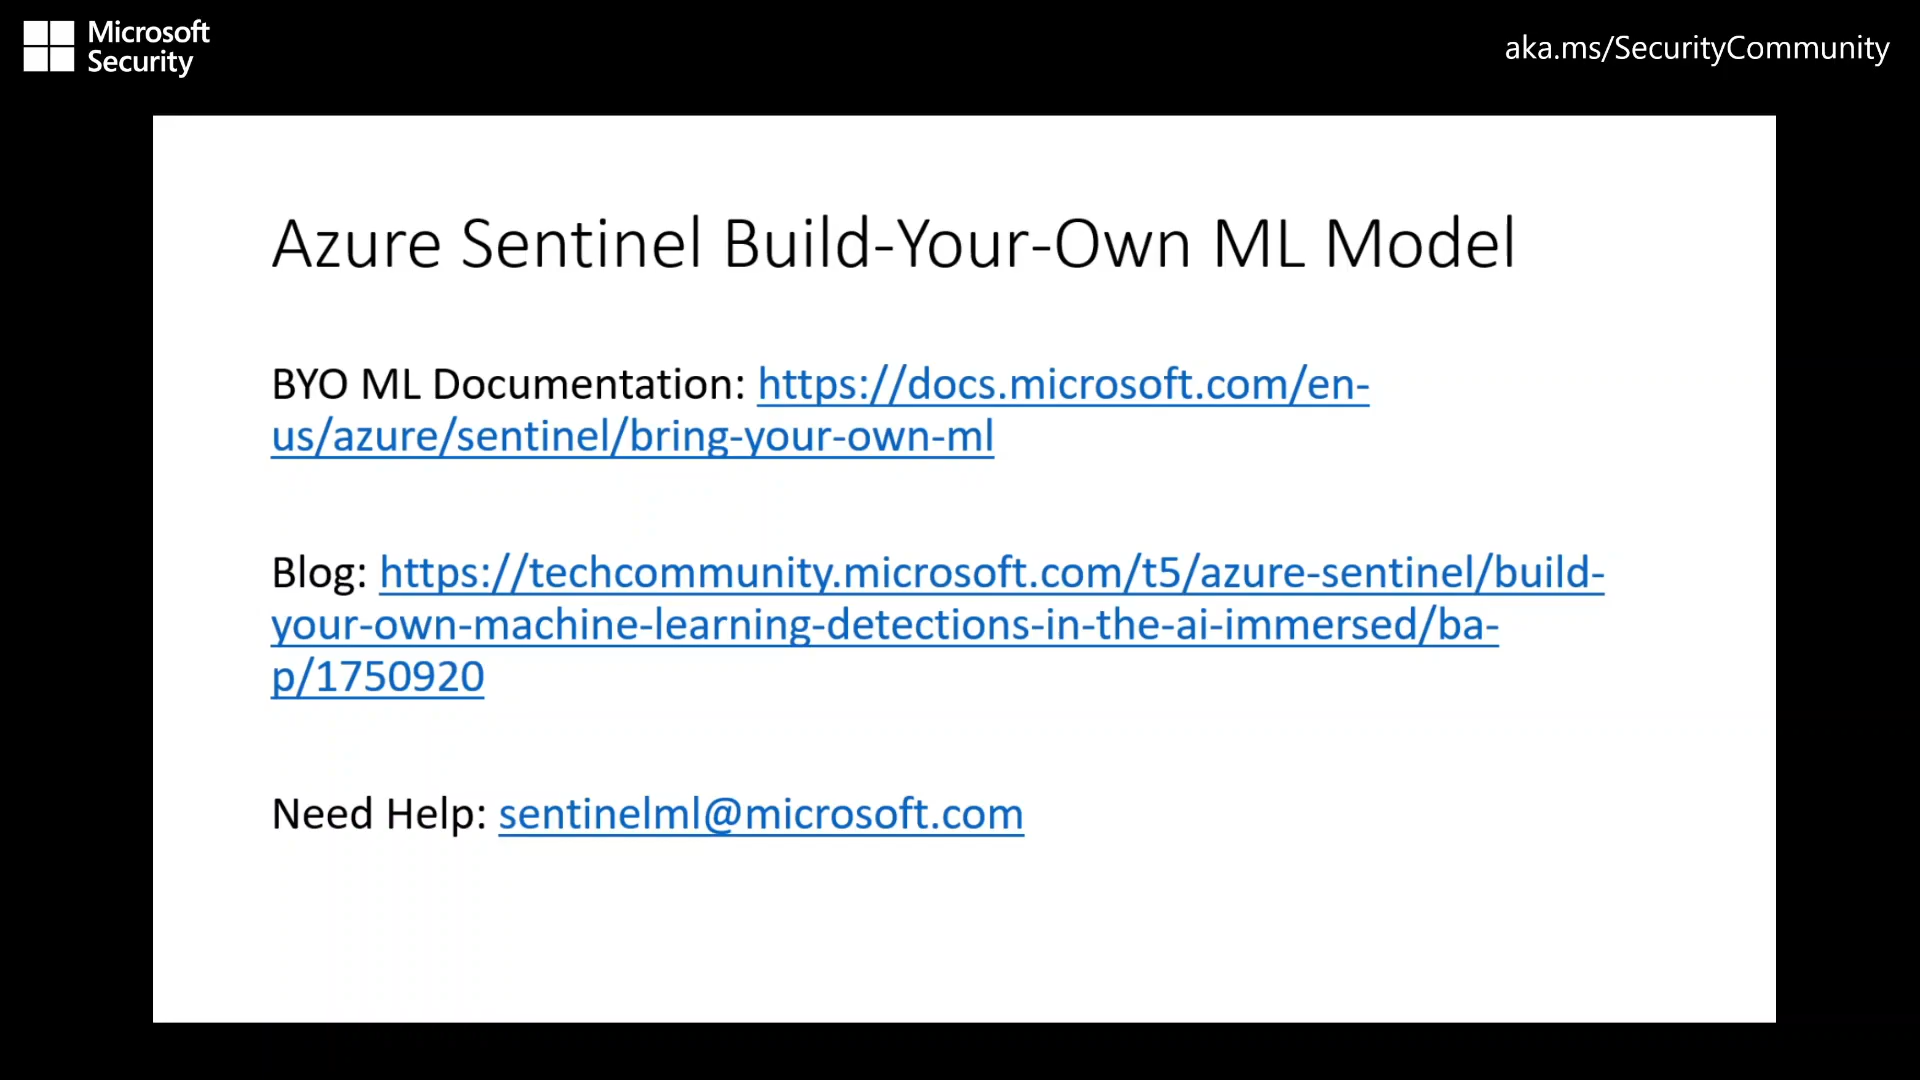 Microsoft
Security
aka.ms/SecurityCommunity
Azure Sentinel Build-Your-Own ML Model
BYO ML Documentation: https://docs.microsoft.com/en-
us/azure/sentinel/bring-your-own-ml
Blog: https://techcommunity.microsoft.com/t5/azure-sentinel/build-
your-own-machine-learning-detections-in-the-ai-immersed/ba-
p/1750920
Need Help: sentinelml@microsoft.com